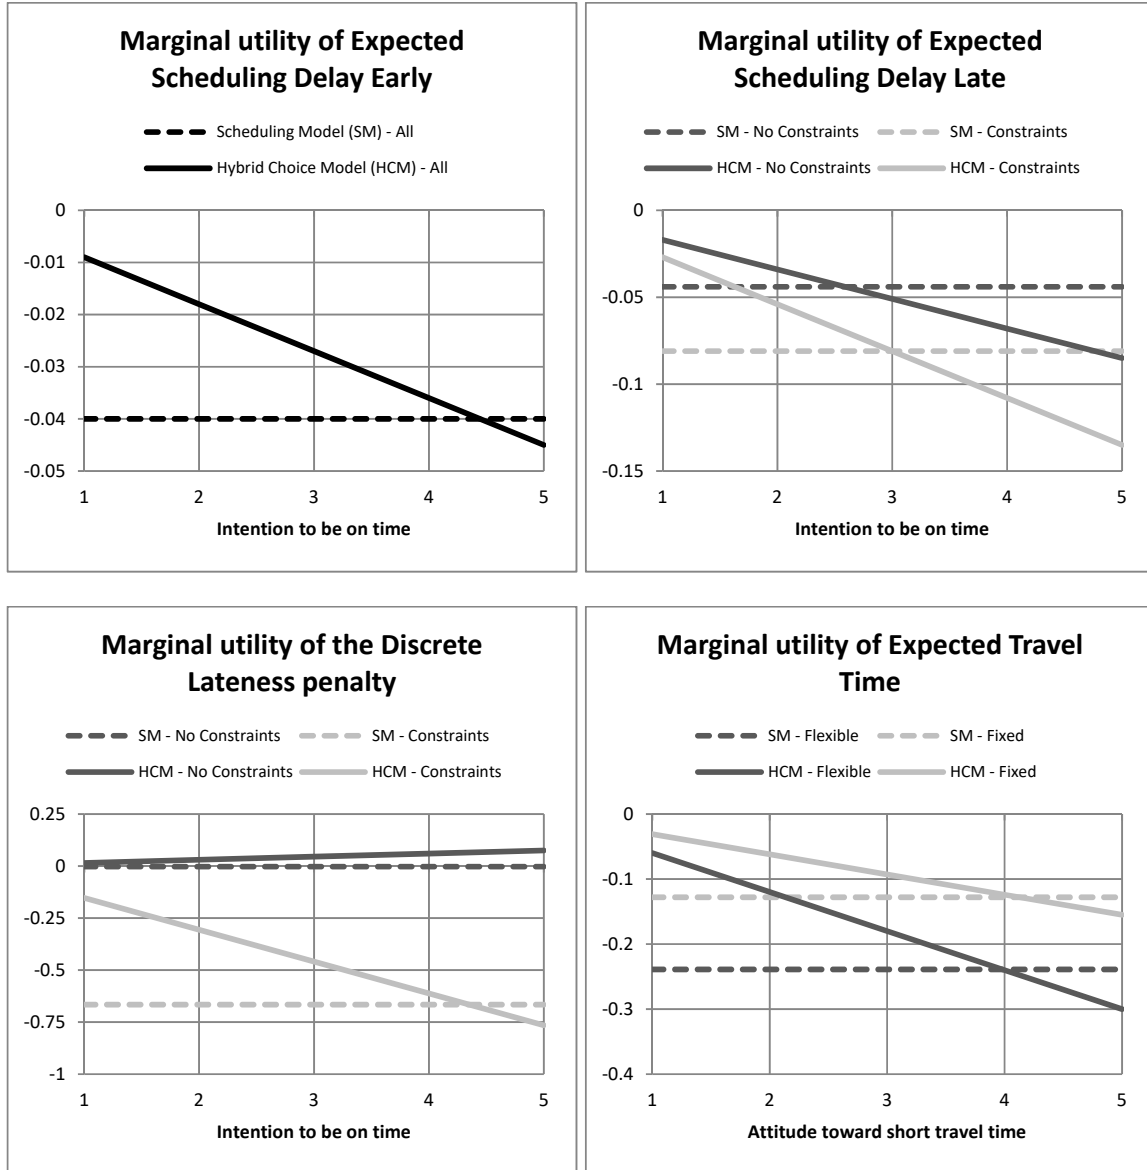 Marginal utility of Expected
Scheduling Delay Early
Scheduling Model (SM) - All
Hybrid Choice Model (HCM) - All
0
-0.01
-0.02
-0.03
-0.04
-0.05
1 2 3 4 5
Intention to be on time
Marginal utility of Expected
Scheduling Delay Late
SM - No Constraints SM - Constraints
HCM - No Constraints HCM - Constraints
0
-0.05
-0.1
-0.15
1 2 3 4 5
Intention to be on time
Marginal utility of the Discrete
Lateness penalty
SM - No Constraints SM - Constraints
HCM - No Constraints HCM - Constraints
0.25
0
-0.25
-0.5
-0.75
-1
1 2 3 4 5
Intention to be on time
Marginal utility of Expected Travel
Time
SM - Flexible SM - Fixed
HCM - Flexible HCM - Fixed
0
-0.1
-0.2
-0.3
-0.4
1 2 3 4 5
Attitude toward short travel time